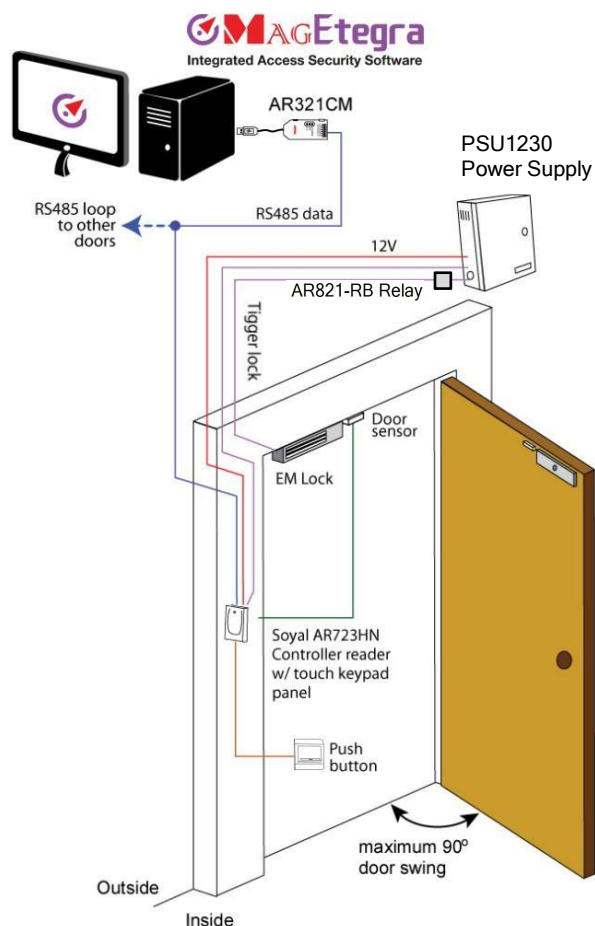 MAGEtegra
Integrated Access Security Software
AR321CM
PSU1230
Power Supply
RS485 loop
to other
doors
RS485 data
12V
AR821-RB Relay
Tigger lock
Door
sensor
EM Lock
Soyal AR723HN
Controller reader
w/ touch keypad
panel
Push
button
maximum 90º
door swing
Outside
Inside